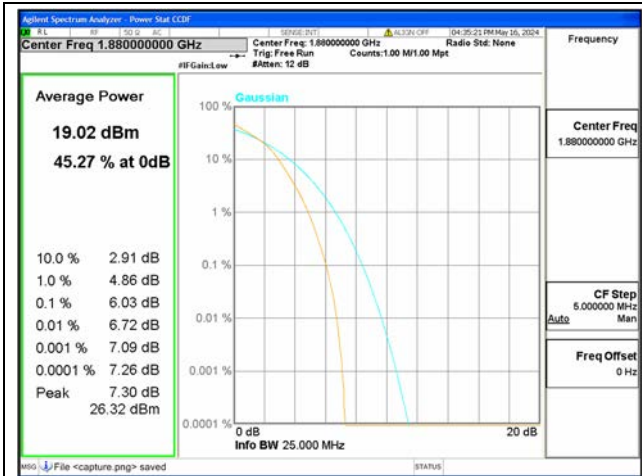 Agilent Spectrum Analyzer - Power Stat CCDF
RL RF 50 Ω AC SENSE:INT ALIGN OFF 04:35:21 PM May 16, 2024
Center Freq 1.880000000 GHz
Center Freq: 1.880000000 GHz Radio Std: None
Trig: Free Run Counts:1.00 M/1.00 Mpt
#IFGain:Low #Atten: 12 dB
Frequency
Average Power
19.02 dBm
45.27 % at 0dB
10.0 % 2.91 dB
1.0 % 4.86 dB
0.1 % 6.03 dB
0.01 % 6.72 dB
0.001 % 7.09 dB
0.0001 % 7.26 dB
Peak 7.30 dB
26.32 dBm
Gaussian
100 %
10 %
1 %
0.1 %
0.01 %
0.001 %
0.0001 %
0 dB 20 dB
Info BW 25.000 MHz
Center Freq
1.880000000 GHz
CF Step
5.000000 MHz
Auto Man
Freq Offset
0 Hz
MSG File <capture.png> saved STATUS